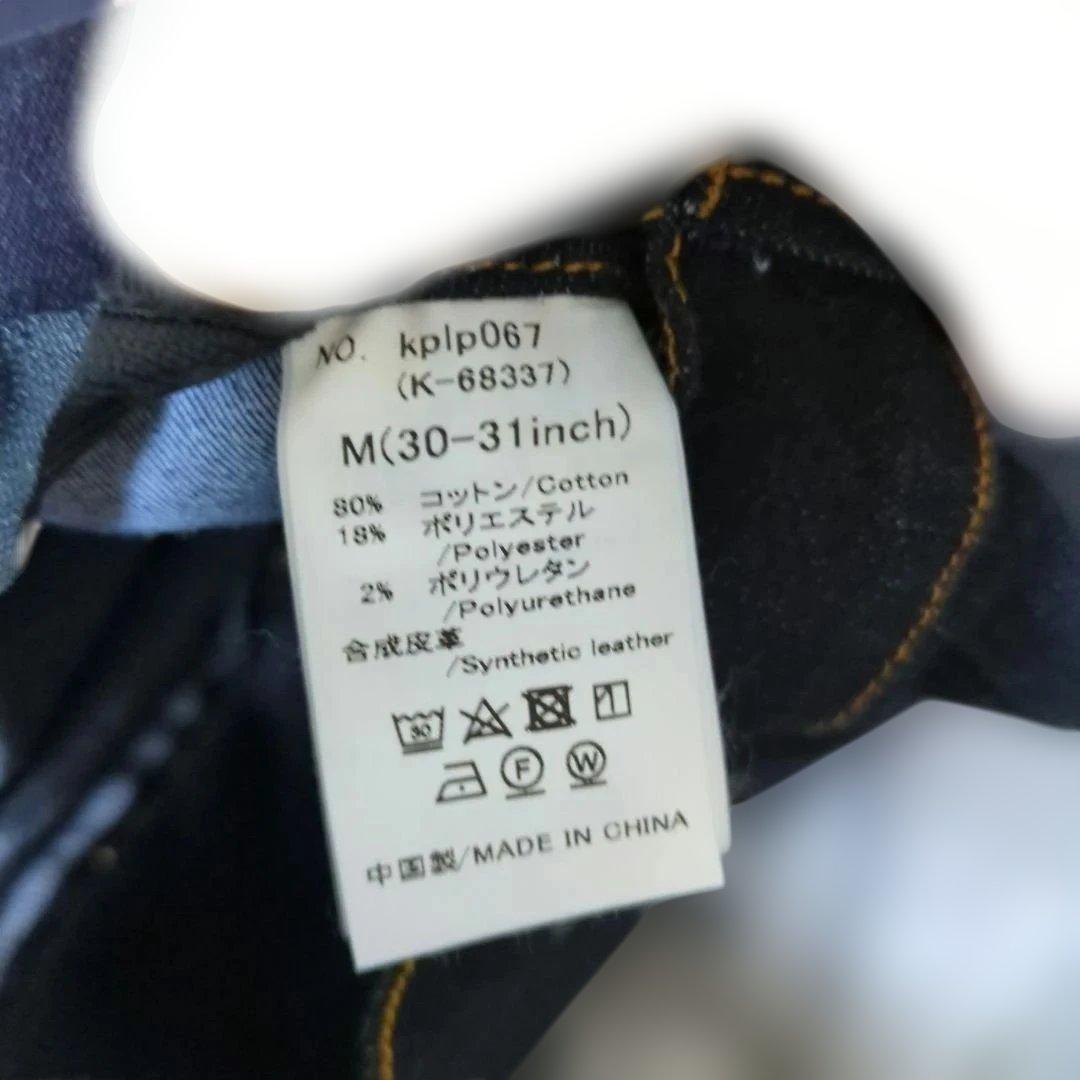 NO. kplp067
(K-68337)
M(30-31inch)
80% コットン/Cotton
18% ポリエステル
/Polyester
2% ポリウレタン
/Polyurethane
合成皮革
/Synthetic leather
30
F W
中国製/MADE IN CHINA